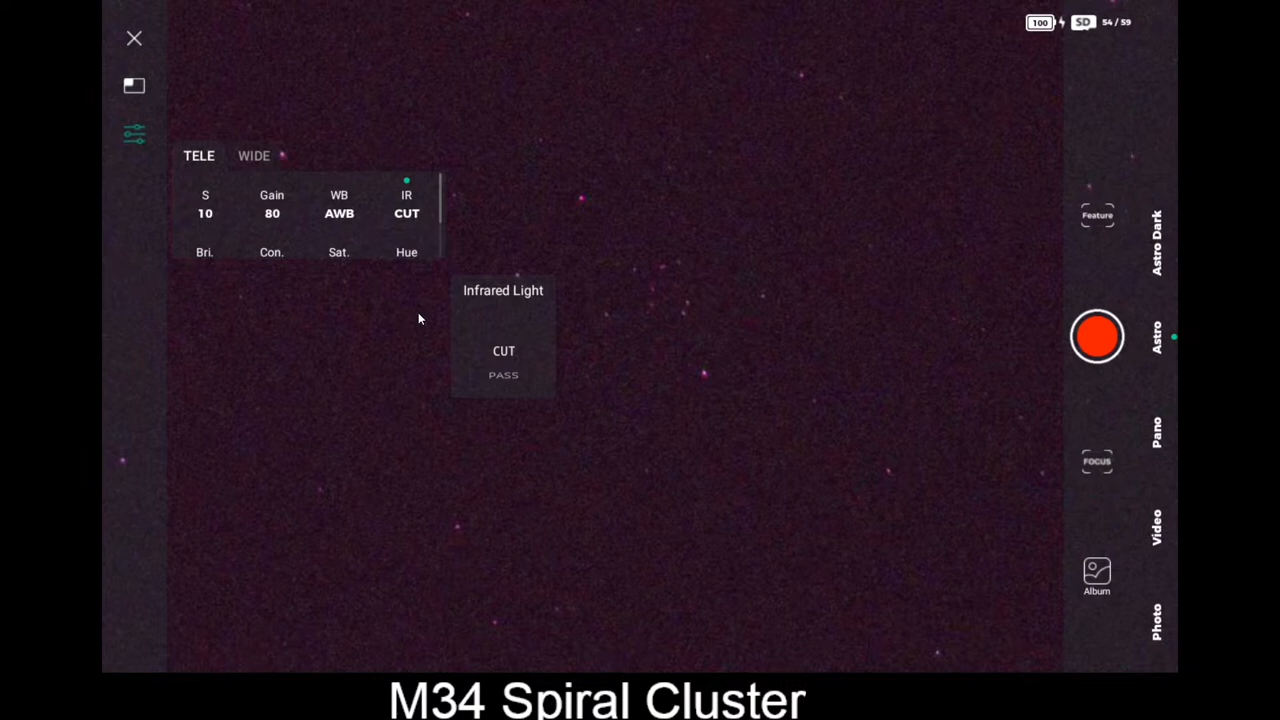 100 SD 54 / 59
TELE WIDE
S Gain WB IR
10 80 AWB CUT
Bri. Con. Sat. Hue
Infrared Light
CUT
PASS
Feature
FOCUS
Album
Astro Dark
Astro
Pano
Video
Photo
M34 Spiral Cluster